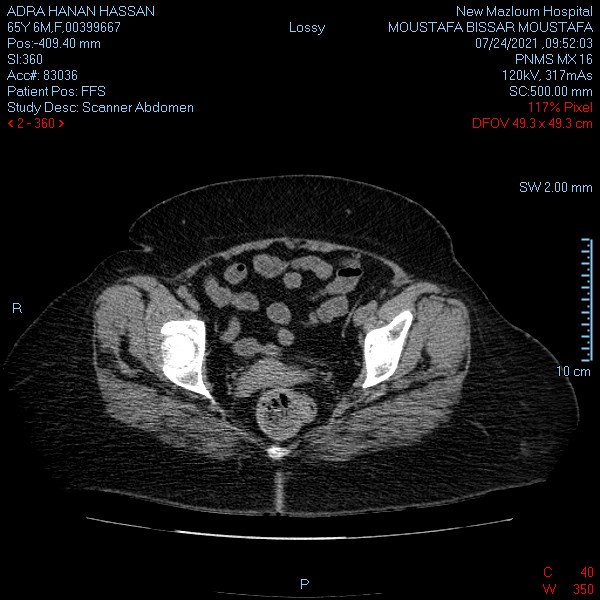 ADRA HANAN HASSAN
65Y 6M,F,00399667
Pos:-409.40 mm
SI:360
Acc#: 83036
Patient Pos: FFS
Study Desc: Scanner Abdomen
< 2 - 360 >
Lossy
New Mazloum Hospital
MOUSTAFA BISSAR MOUSTAFA
07/24/2021 ,09:52:03
PNMS MX 16
120kV, 317mAs
SC:500.00 mm
117% Pixel
DFOV 49.3 x 49.3 cm
SW 2.00 mm
R
10 cm
P
C 40
W 350